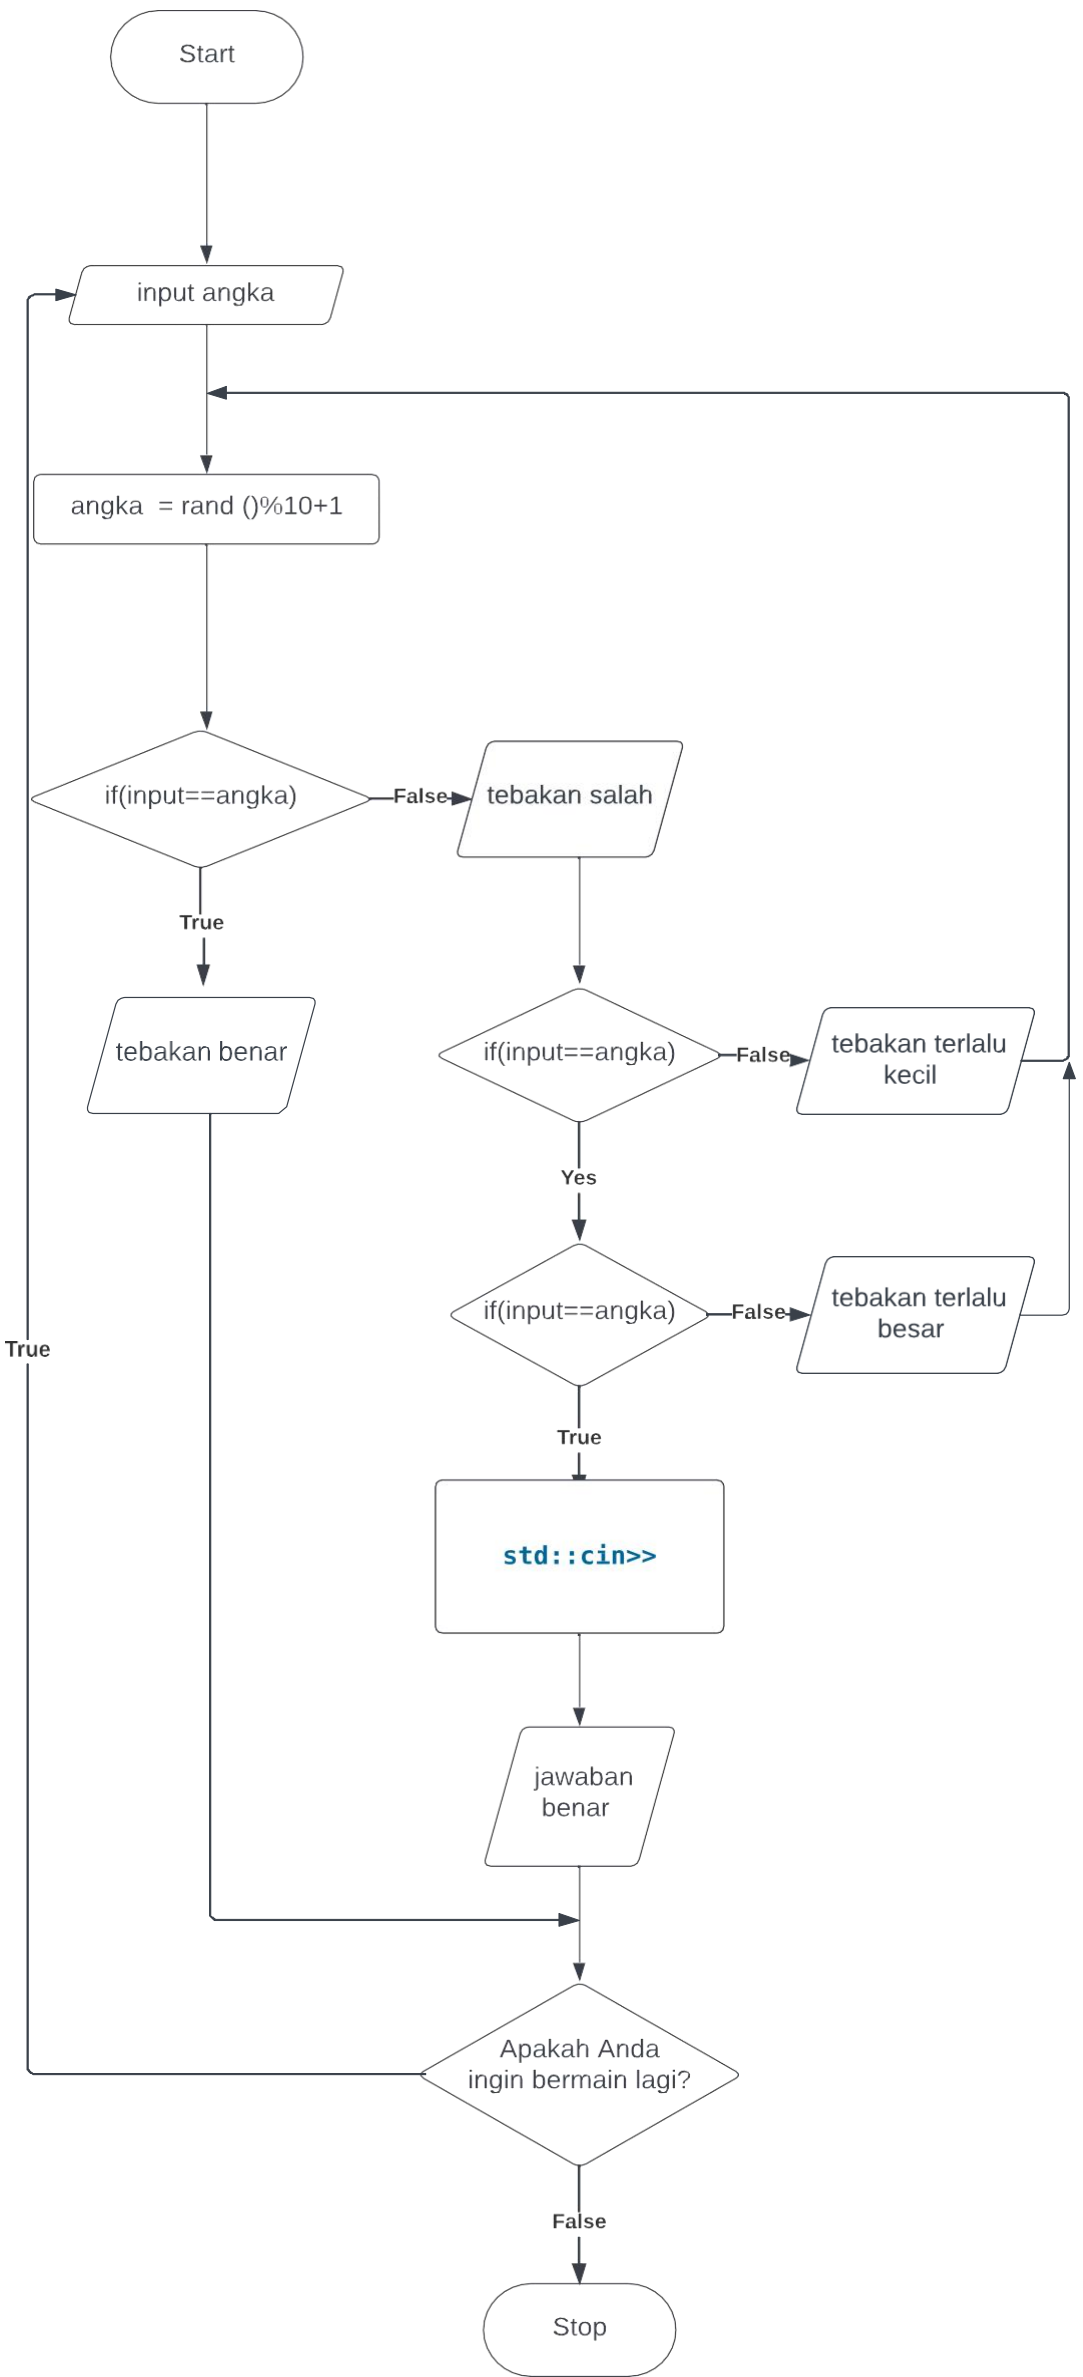 Start
input angka
angka  = rand ()%10+1
if(input==angka)
False
tebakan salah
True
tebakan benar
if(input==angka)
False
tebakan terlalu
kecil
Yes
if(input==angka)
False
tebakan terlalu
besar
True
True
std::cin>>
jawaban
benar
Apakah Anda
ingin bermain lagi?
False
Stop